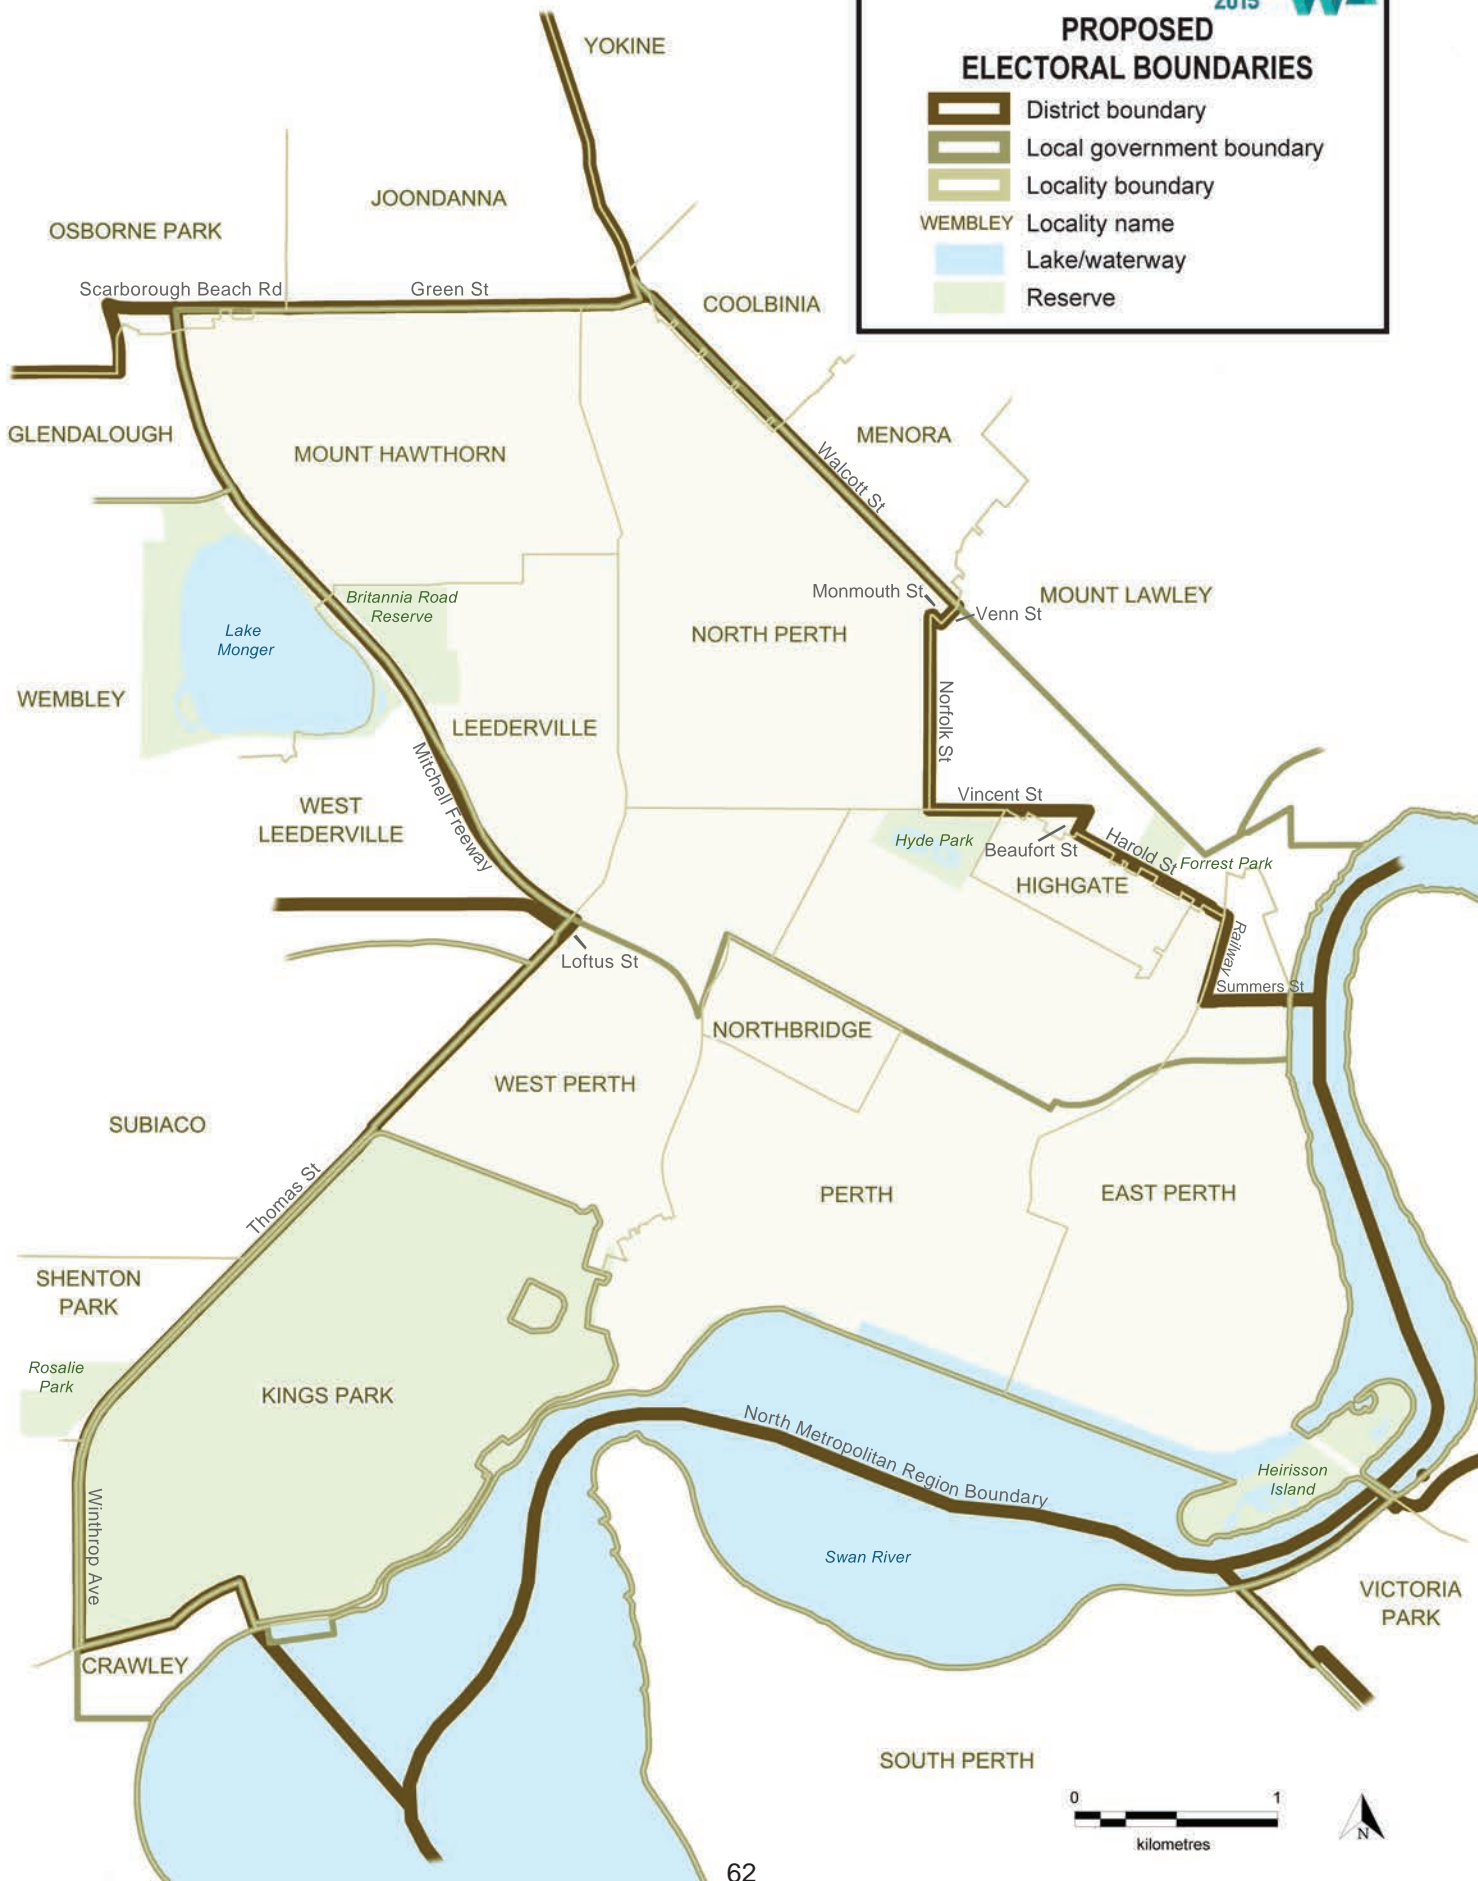 2015
PROPOSED
ELECTORAL BOUNDARIES
District boundary
Local government boundary
Locality boundary
WEMBLEY Locality name
Lake/waterway
Reserve
YOKINE
JOONDANNA
OSBORNE PARK
Scarborough Beach Rd
Green St
COOLBINIA
GLENDALOUGH
MOUNT HAWTHORN
MENORA
Walcott St
Monmouth St
Venn St
MOUNT LAWLEY
Britannia Road
Reserve
Lake
Monger
NORTH PERTH
WEMBLEY
LEEDERVILLE
Norfolk St
Mitchell Freeway
WEST
LEEDERVILLE
Vincent St
Hyde Park
Beaufort St
Harold St
Forrest Park
HIGHGATE
Loftus St
Railway
Summers St
NORTHBRIDGE
WEST PERTH
SUBIACO
Thomas St
PERTH
EAST PERTH
SHENTON
PARK
Rosalie
Park
KINGS PARK
North Metropolitan Region Boundary
Heirisson
Island
Winthrop Ave
Swan River
VICTORIA
PARK
CRAWLEY
SOUTH PERTH
0 1
kilometres
N
62